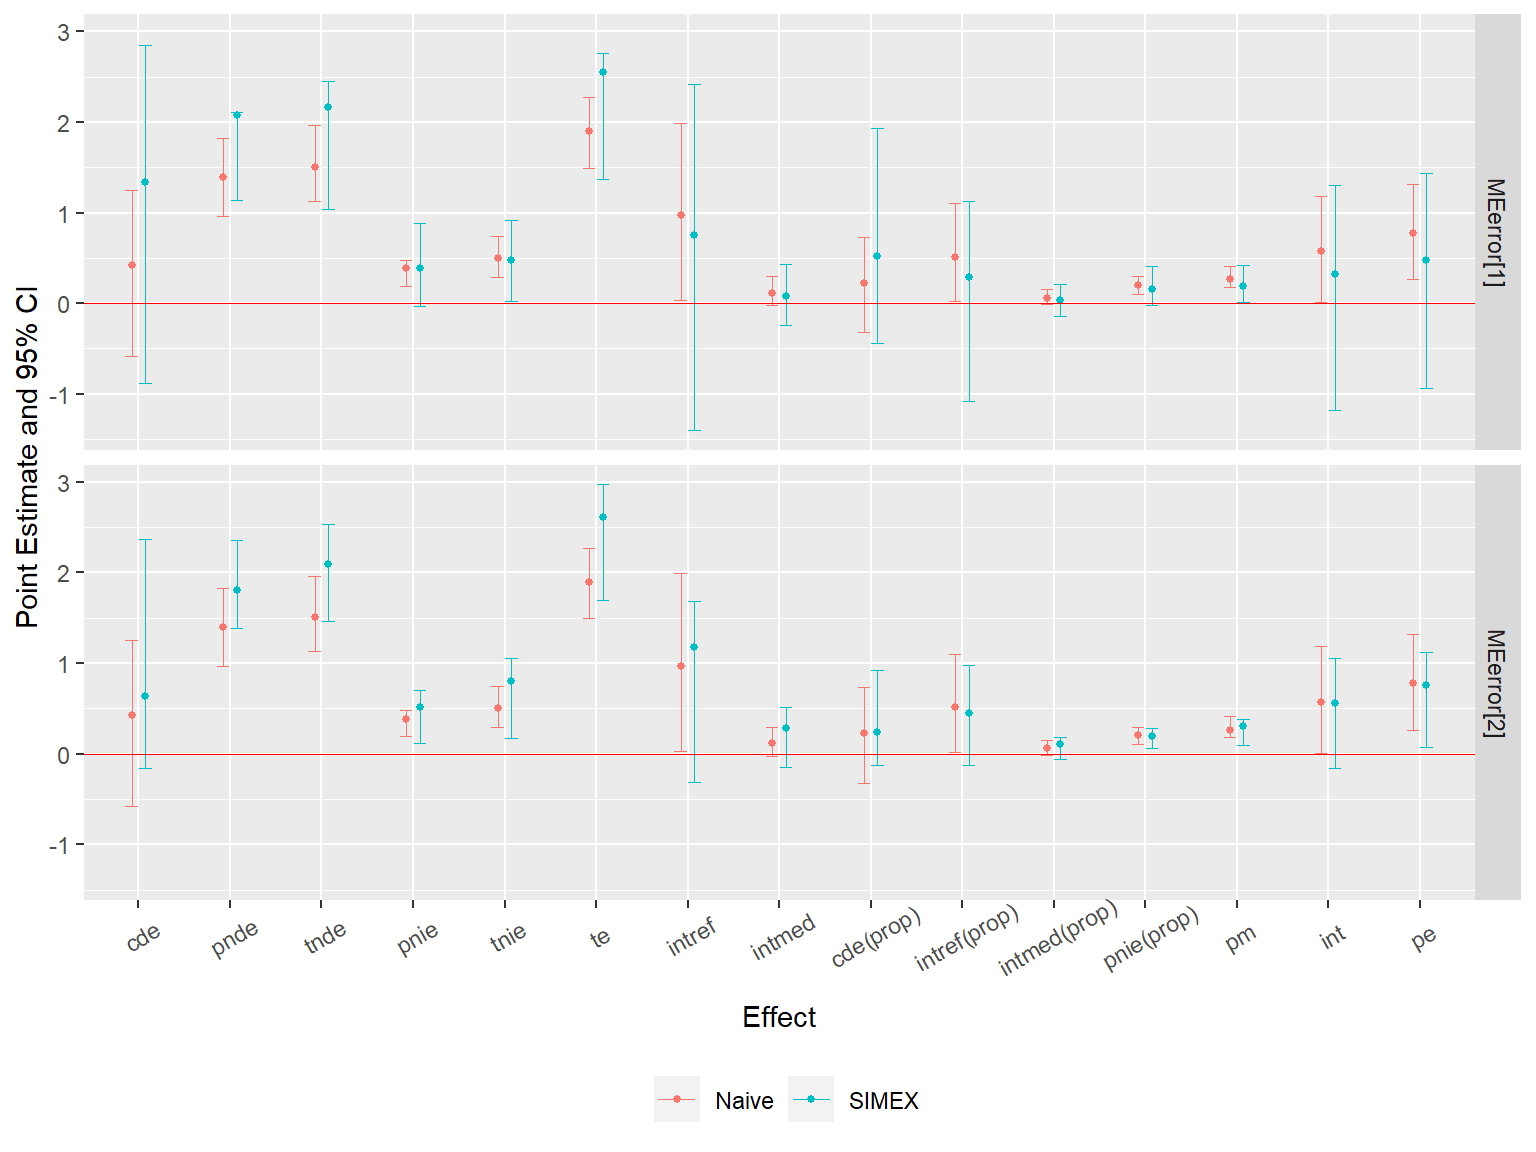 3
2
1
0
-1
MEerror[1]
Point Estimate and 95% CI
3
2
1
0
-1
MEerror[2]
cde
pnde
tnde
pnie
tnie
te
intref
intmed
cde(prop)
intref(prop)
intmed(prop)
pnie(prop)
pm
int
pe
Effect
Naive
SIMEX